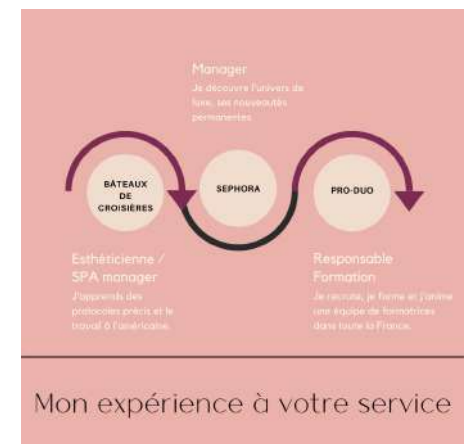 Manager
Je découvre l'univers de
luxe, ses nouveautés
permanentes.
BÂTEAUX
DE
CROISIÈRES
SEPHORA
PRO-DUO
Esthéticienne /
SPA manager
J'apprends des
protocoles précis et le
travail à l'américaine.
Responsable
Formation
Je recrute, je forme et j'anime
une équipe de formatrices
dans toute la France.
Mon expérience à votre service